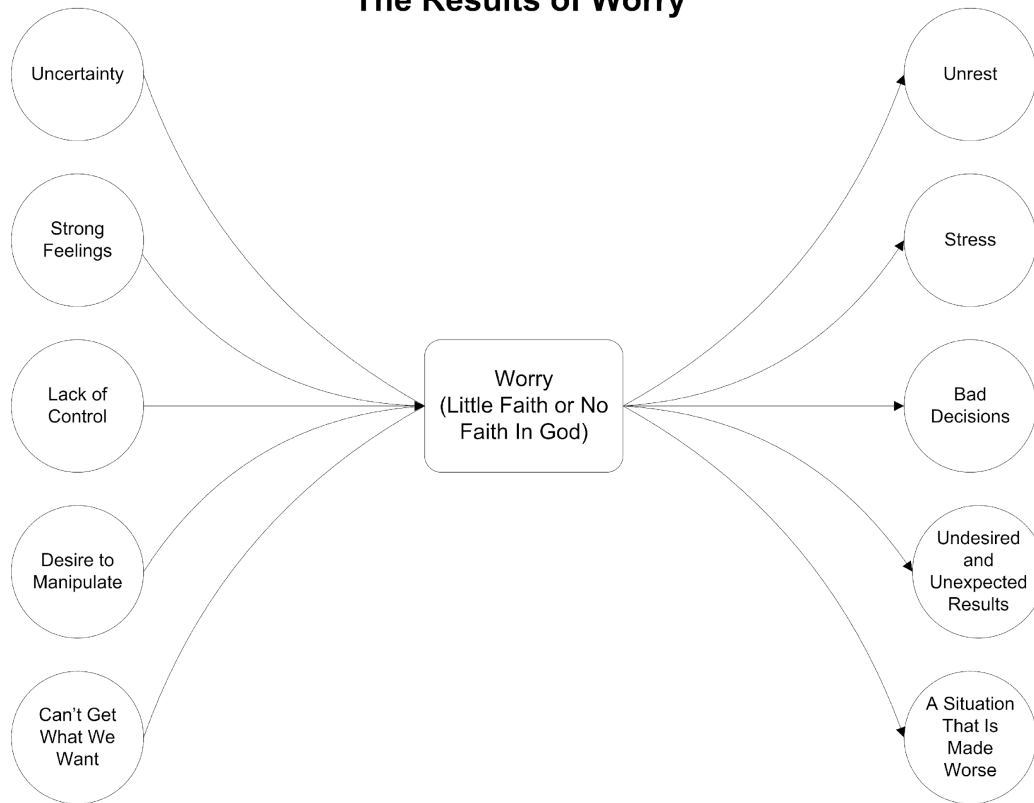 The Results of Worry
Uncertainty
Strong
Feelings
Lack of
Control
Desire to
Manipulate
Can't Get
What We
Want
Worry
(Little Faith or No
Faith In God)
Unrest
Stress
Bad
Decisions
Undesired
and
Unexpected
Results
A Situation
That Is
Made
Worse